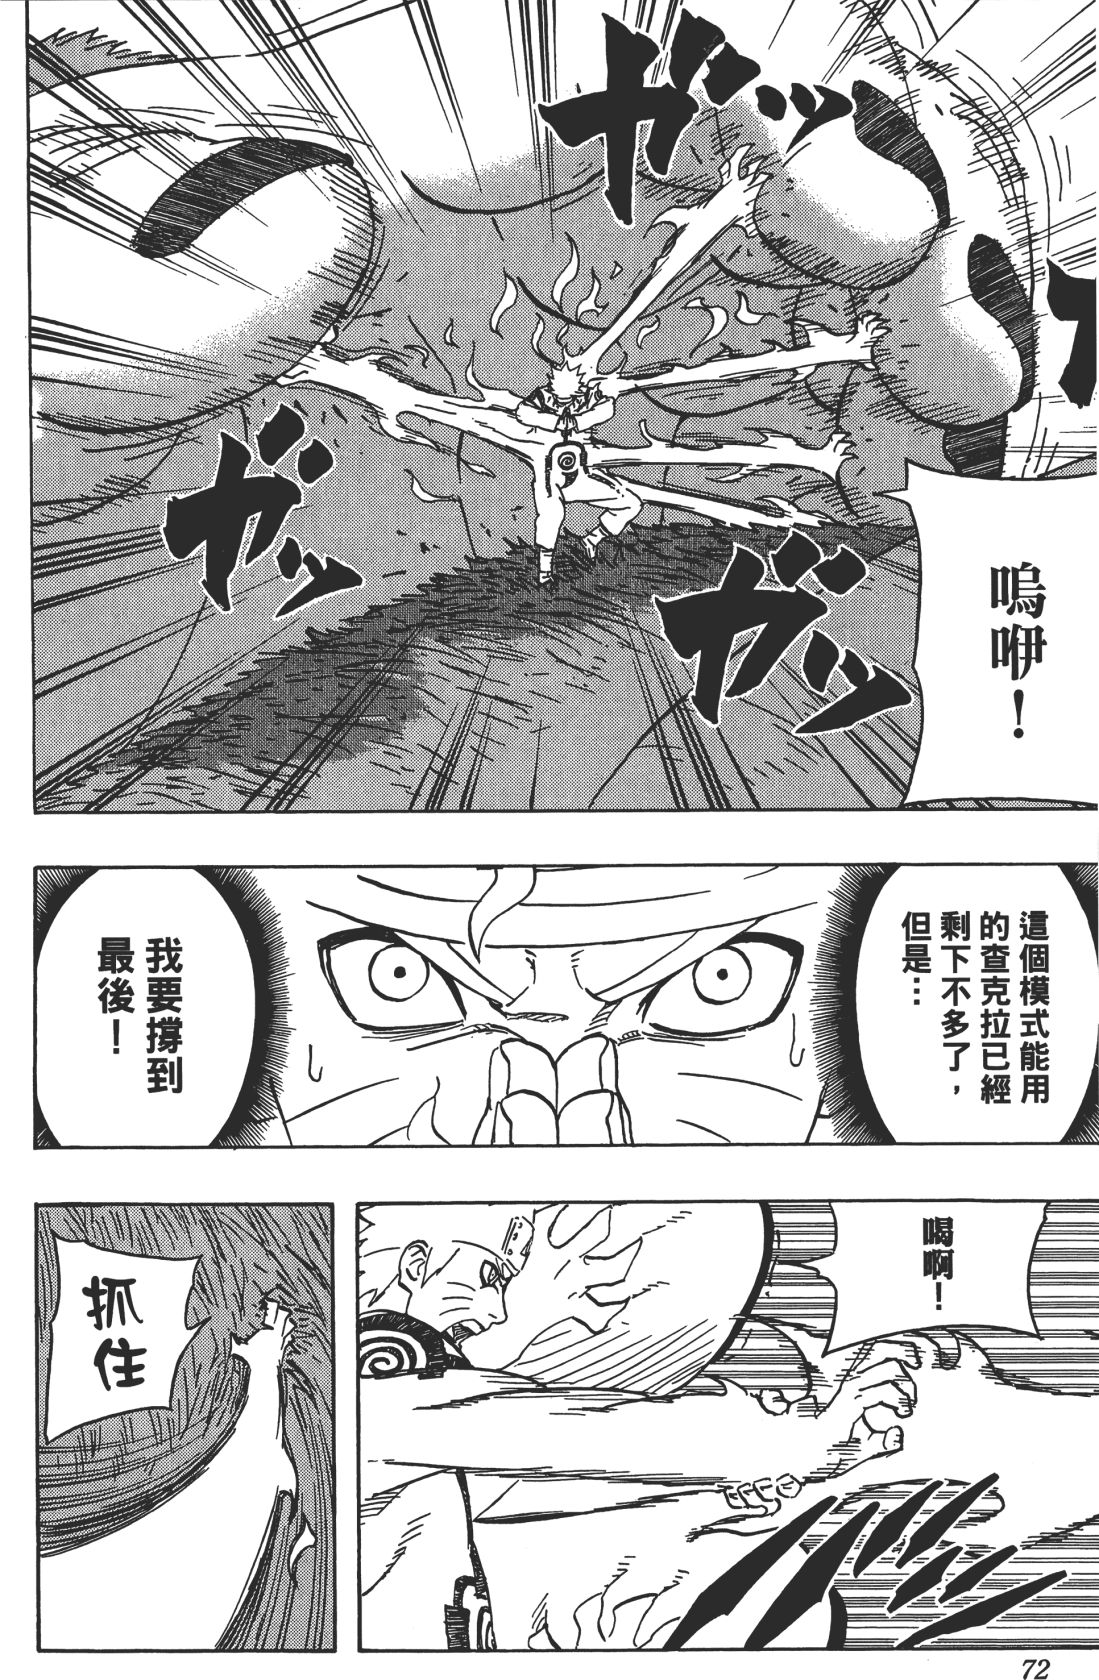 ガッ
ガッ
ガッ
嗚咿！
這個模式能用
的查克拉已經
剩下不多了，
但是…
我要撐到
最後！
喝啊！
抓住
72